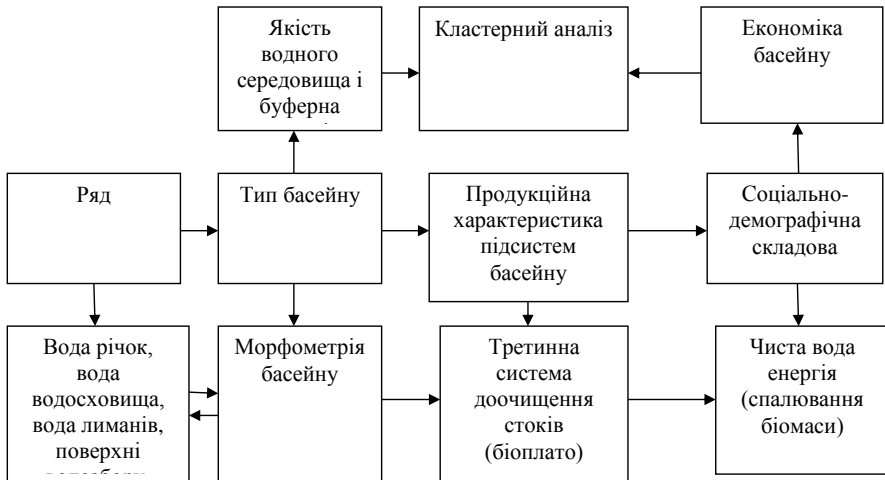 Якість
водного
середовища і
буферна
Кластерний аналіз
Економіка
басейну
Ряд
Тип басейну
Продукційна
характеристика
підсистем
басейну
Соціально-
демографічна
складова
Вода річок,
вода
водосховища,
вода лиманів,
поверхні
Морфометрія
басейну
Третинна
система
доочищення
стоків
(біоплато)
Чиста вода
енергія
(спалювання
біомаси)